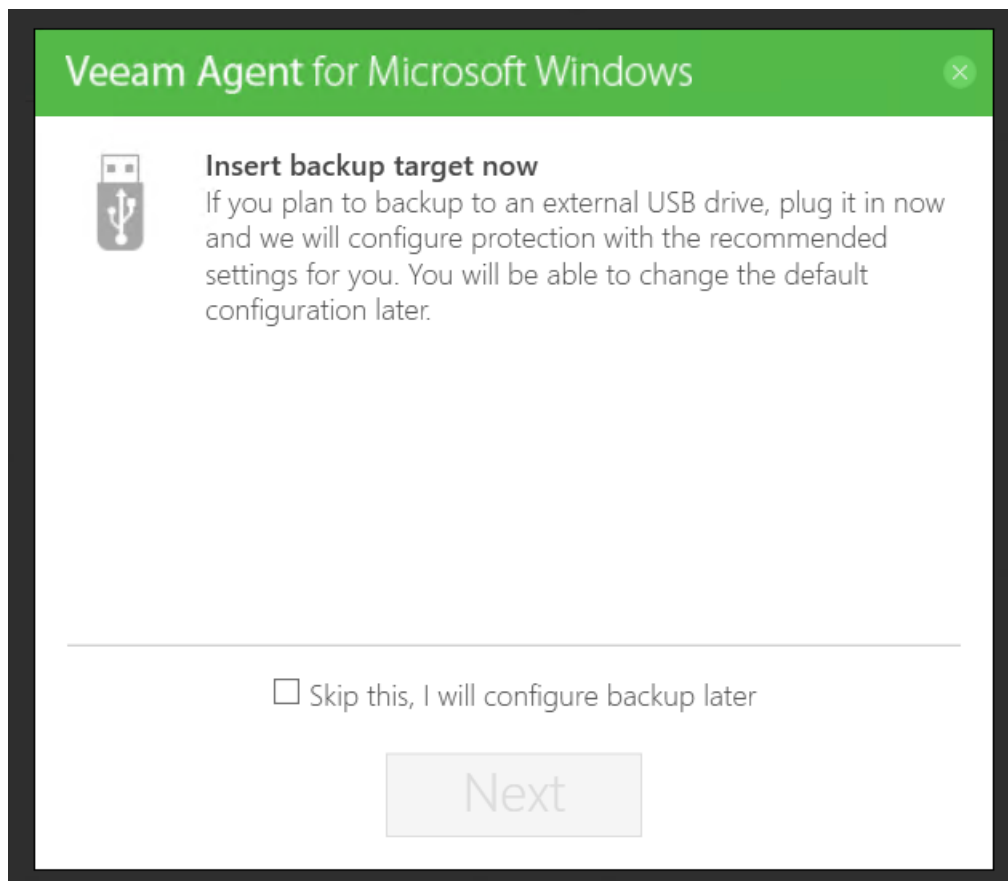 Veeam Agent for Microsoft Windows
Insert backup target now
If you plan to backup to an external USB drive, plug it in now
and we will configure protection with the recommended
settings for you. You will be able to change the default
configuration later.
Skip this, I will configure backup later
Next